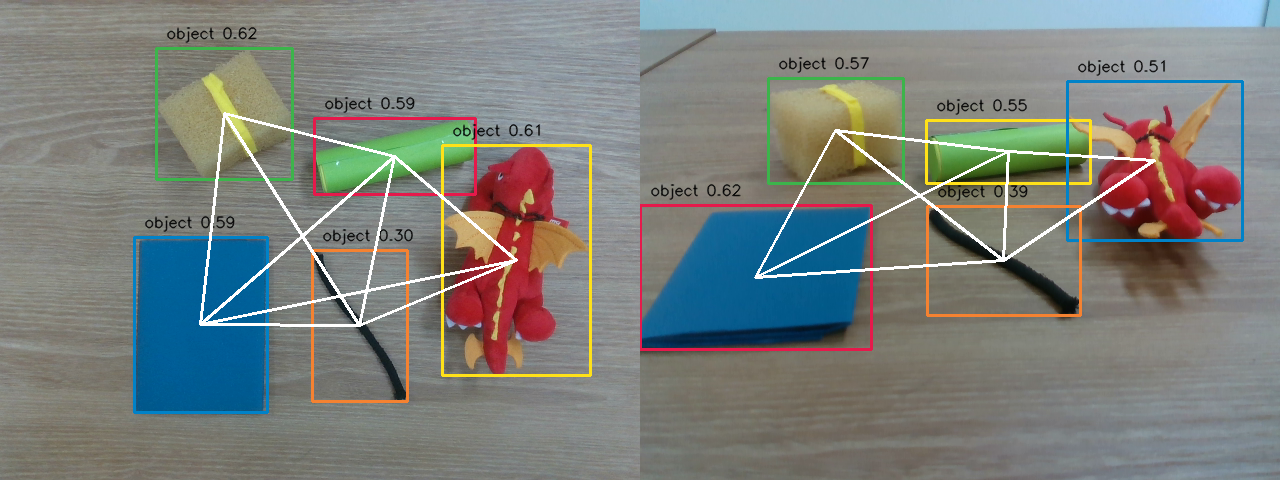 object 0.62
object 0.59
object 0.61
object 0.59
object 0.30
object 0.57
object 0.51
object 0.55
object 0.62
object 0.39